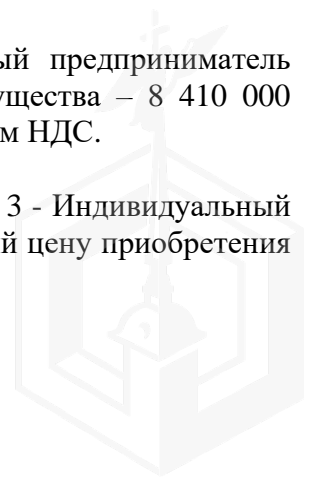 ый предприниматель
ущества – 8 410 000
м НДС.
3 - Индивидуальный
й цену приобретения